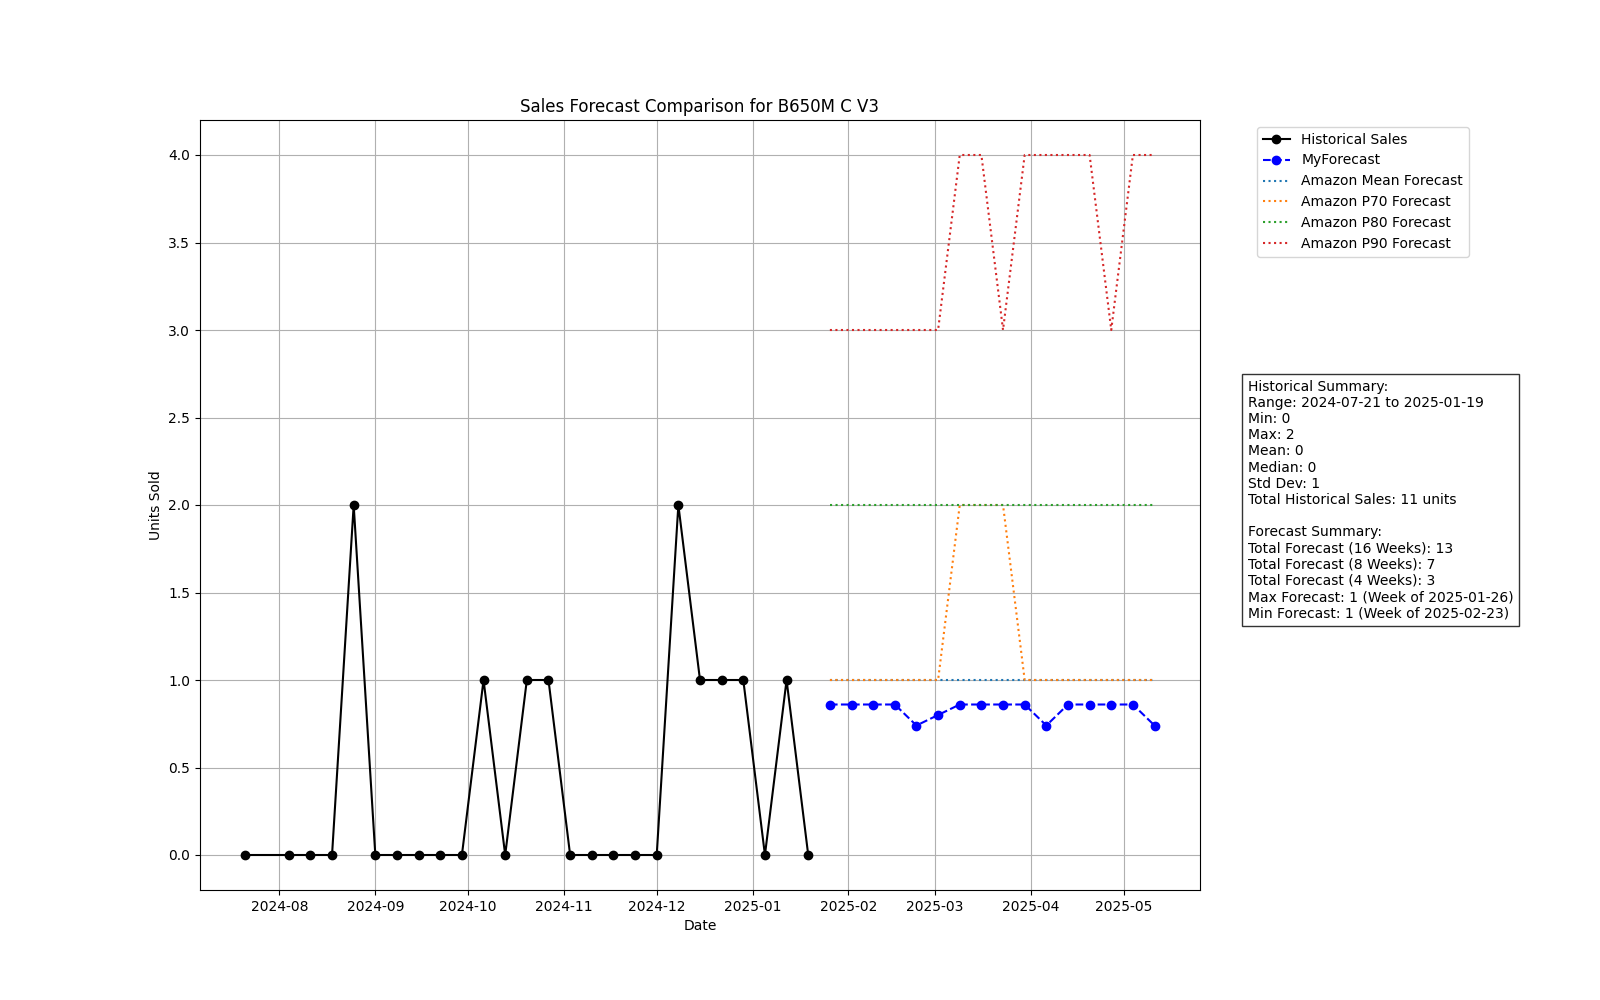 Sales Forecast Comparison for B650M C V3
Historical Sales
MyForecast
Amazon Mean Forecast
Amazon P70 Forecast
Amazon P80 Forecast
Amazon P90 Forecast
4.0
3.5
3.0
2.5
2.0
1.5
1.0
0.5
0.0
Units Sold
2024-08 2024-09 2024-10 2024-11 2024-12 2025-01 2025-02 2025-03 2025-04 2025-05
Date
Historical Summary:
Range: 2024-07-21 to 2025-01-19
Min: 0
Max: 2
Mean: 0
Median: 0
Std Dev: 1
Total Historical Sales: 11 units
Forecast Summary:
Total Forecast (16 Weeks): 13
Total Forecast (8 Weeks): 7
Total Forecast (4 Weeks): 3
Max Forecast: 1 (Week of 2025-01-26)
Min Forecast: 1 (Week of 2025-02-23)